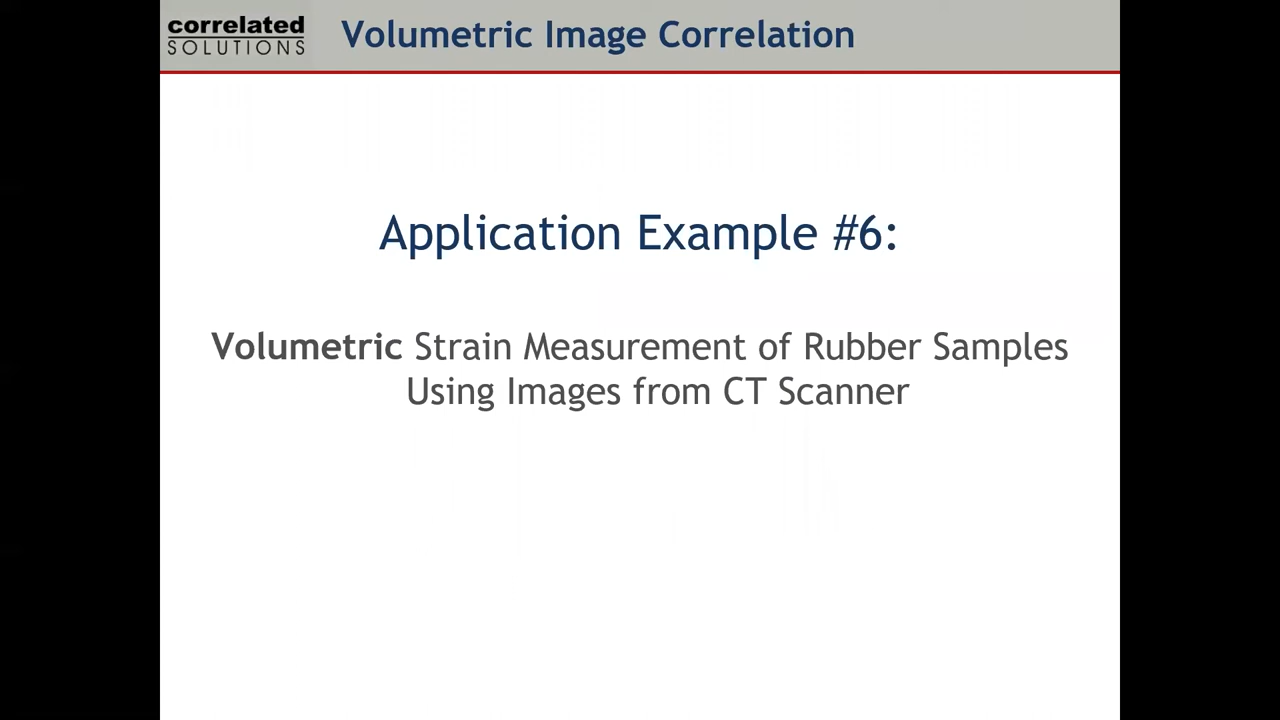 correlated
SOLUTIONS
Volumetric Image Correlation
Application Example #6:
Volumetric Strain Measurement of Rubber Samples
Using Images from CT Scanner